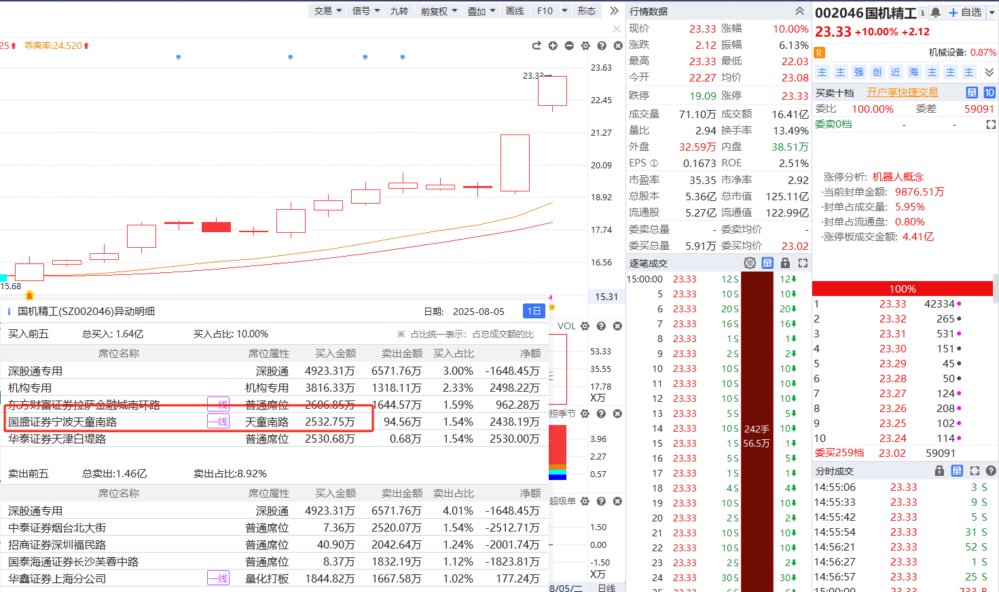 交易 信号 九转 前复权 叠加 画线 F10 形态
25 乖离率:24.520
23.33
23.63
22.45
21.27
20.09
18.92
17.74
16.56
15.31
15.68
B
国机精工(SZ002046)异动明细 日期: 2025-08-05 1日
买入前五 总买入: 1.64亿 买入占比: 10.00% ※ 占比统一表示: 占总成交额的比
席位名称 席位属性 买入金额 卖出金额 买入占比 净额
深股通专用 深股通 4923.31万 6571.76万 3.00% -1648.45万
机构专用 机构专用 3816.33万 1318.11万 2.33% 2498.22万
东方财富证券拉萨金融城南环路 一线 普通席位 2606.85万 1644.57万 1.59% 962.28万
国盛证券宁波天童南路 一线 天童南路 2532.75万 94.56万 1.54% 2438.19万
华泰证券天津白堤路 普通席位 2530.68万 0.68万 1.54% 2530.00万
卖出前五 总卖出:1.46亿 卖出占比:8.92%
席位名称 席位属性 买入金额 卖出金额 卖出占比 净额
深股通专用 深股通 4923.31万 6571.76万 4.01% -1648.45万
中泰证券烟台北大街 普通席位 7.36万 2520.07万 1.54% -2512.71万
招商证券深圳福民路 普通席位 40.90万 2042.64万 1.24% -2001.74万
国泰海通证券长沙芙蓉中路 普通席位 8.37万 1832.19万 1.12% -1823.81万
华鑫证券上海分公司 一线 量化打板 1844.82万 1667.58万 1.02% 177.24万
VOL
53.33
35.55
17.78
X万
捞季节
3.96
2.27
0.57
超级单
1.50
0.00
-1.50
X万
08/05/二 日线
行情数据
现价 23.33 涨幅 10.00%
涨跌 2.12 振幅 6.13%
最高 23.33 最低 22.03
今开 22.27 均价 23.08
跌停 19.09 涨停 23.33
成交量 71.10万 成交额 16.41亿
量比 2.94 换手率 13.49%
外盘 32.59万 内盘 38.51万
EPS ① 0.1673 ROE 2.51%
市盈率 35.35 市净率 2.92
总股本 5.36亿 总市值 125.11亿
流通股 5.27亿 流通值 122.99亿
委卖总量 - 委卖均价 -
委买总量 5.91万 委买均价 23.02
逐笔成交 单 量
15:00:00 23.33 12 S 12
5 23.33 10 S 10
6 23.33 20 S 20
7 23.33 16 S 16
8 23.33 1 S 1
9 23.33 2 S 2
10 23.33 10 S 10
11 23.33 10 S 10
12 23.33 10 S 10
13 23.33 5 S 5
14 23.33 10 S 242手 10
15 23.33 1 S 56.5万 1
16 23.33 5 S 5
17 23.33 1 S 1
18 23.33 4 S 4
19 23.33 10 S 10
20 23.33 2 S 2
21 23.33 10 S 10
22 23.33 10 S 10
23 23.33 2 S 2
24 23.33 30 S 30
25 23.33 6 S 6
002046 国机精工 自选
23.33 +10.00% +2.12
R 机械设备: 0.87%
主 主 强 创 近 海 主 主 主
买卖十档 开户享快捷交易 量 10
委比 100.00% 委差 59091
委卖0档 - -
涨停分析: 机器人概念
·当前封单金额: 9876.51万
·封单占成交量: 5.95%
·封单占流通盘: 0.80%
·涨停板成交金额: 4.41亿
100%
1 23.33 42334
2 23.32 265
3 23.31 531
4 23.30 151
5 23.29 45
6 23.28 50
7 23.27 124
8 23.26 208
9 23.25 102
10 23.24 114
委买259档 23.02 59091
分时成交 量
14:55:06 23.33 3 S
14:55:33 23.33 9 S
14:55:42 23.33 5 S
14:55:54 23.33 31 S
14:56:21 23.33 52 S
14:56:27 23.33 1 S
14:56:57 23.33 25 S
15:00:00 23.33 233 B